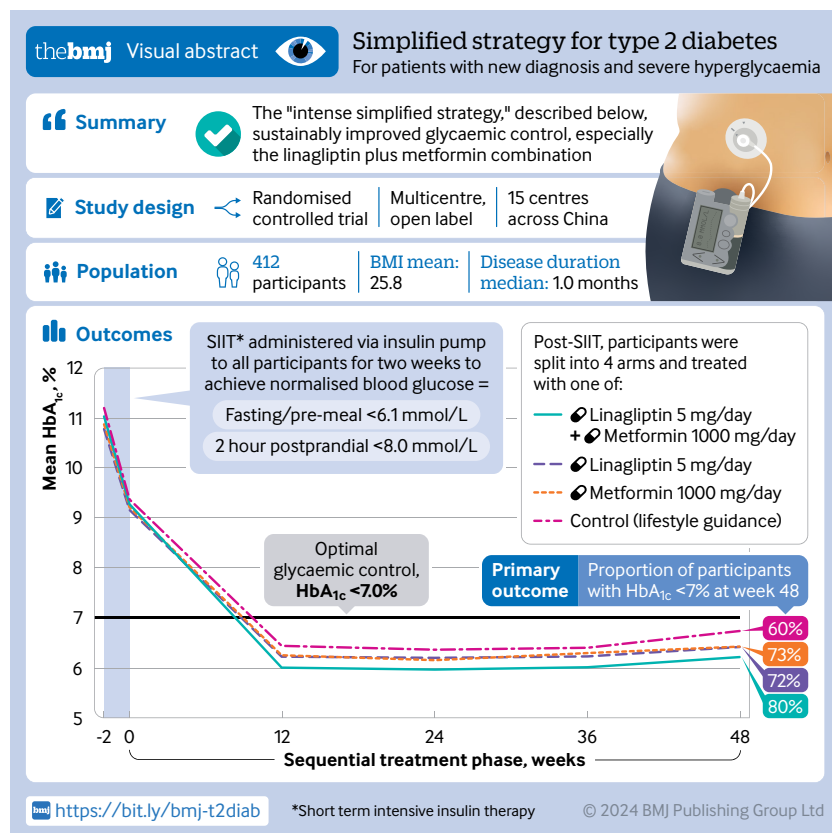 thebmj Visual abstract
Simplified strategy for type 2 diabetes
For patients with new diagnosis and severe hyperglycaemia
Summary
The "intense simplified strategy," described below,
sustainably improved glycaemic control, especially
the linagliptin plus metformin combination
Study design
Randomised
controlled trial
Multicentre,
open label
15 centres
across China
Population
412
participants
BMI mean:
25.8
Disease duration
median: 1.0 months
Outcomes
SIIT* administered via insulin pump
to all participants for two weeks to
achieve normalised blood glucose =
Fasting/pre-meal <6.1 mmol/L
2 hour postprandial <8.0 mmol/L
Post-SIIT, participants were
split into 4 arms and treated
with one of:
Linagliptin 5 mg/day
+ Metformin 1000 mg/day
Linagliptin 5 mg/day
Metformin 1000 mg/day
Control (lifestyle guidance)
Mean HbA1c, %
12
11
10
9
8
7
6
5
Optimal
glycaemic control,
HbA1c <7.0%
Primary
outcome
Proportion of participants
with HbA1c <7% at week 48
60%
73%
72%
80%
-2 0 12 24 36 48
Sequential treatment phase, weeks
bmj https://bit.ly/bmj-t2diab
*Short term intensive insulin therapy
© 2024 BMJ Publishing Group Ltd